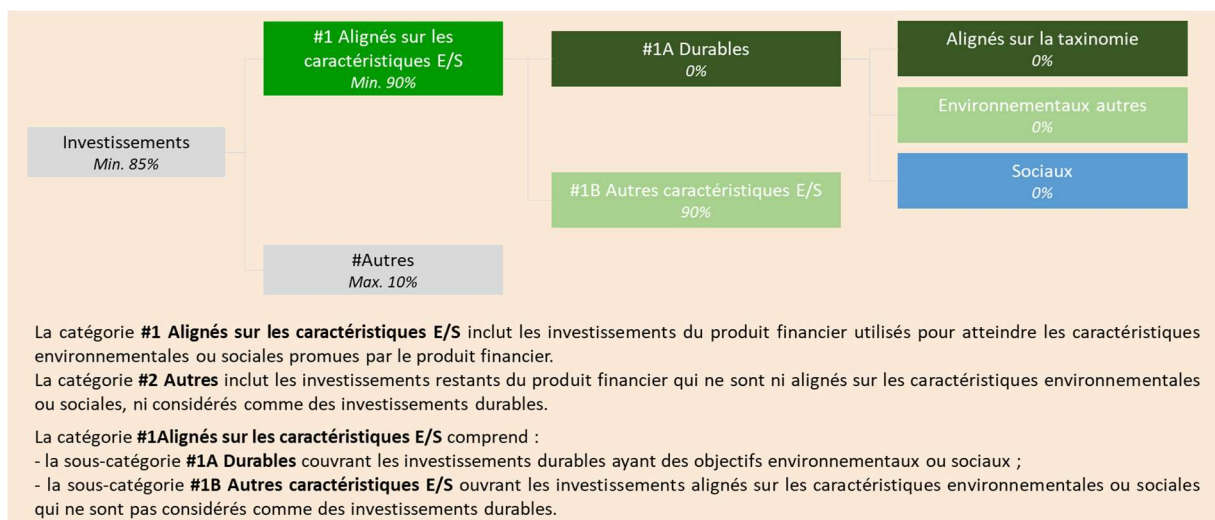 #1 Alignés sur les
caractéristiques E/S
Min. 90%
#1A Durables
0%
Alignés sur la taxinomie
0%
Environnementaux autres
0%
Investissements
Min. 85%
Sociaux
0%
#1B Autres caractéristiques E/S
90%
#Autres
Max. 10%
La catégorie #1 Alignés sur les caractéristiques E/S inclut les investissements du produit financier utilisés pour atteindre les caractéristiques
environnementales ou sociales promues par le produit financier.
La catégorie #2 Autres inclut les investissements restants du produit financier qui ne sont ni alignés sur les caractéristiques environnementales
ou sociales, ni considérés comme des investissements durables.
La catégorie #1Alignés sur les caractéristiques E/S comprend :
- la sous-catégorie #1A Durables couvrant les investissements durables ayant des objectifs environnementaux ou sociaux ;
- la sous-catégorie #1B Autres caractéristiques E/S ouvrant les investissements alignés sur les caractéristiques environnementales ou sociales
qui ne sont pas considérés comme des investissements durables.